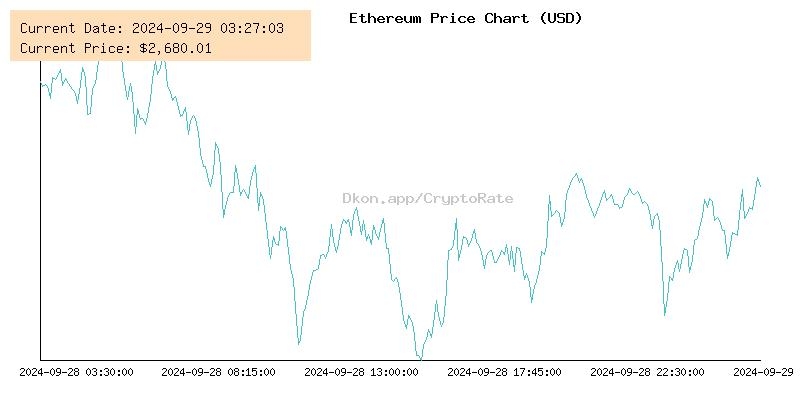 Ethereum Price Chart (USD)
Current Date: 2024-09-29 03:27:03
Current Price: $2,680.01
Dkon.app/CryptoRate
2024-09-28 03:30:00 2024-09-28 08:15:00 2024-09-28 13:00:00 2024-09-28 17:45:00 2024-09-28 22:30:00 2024-09-29